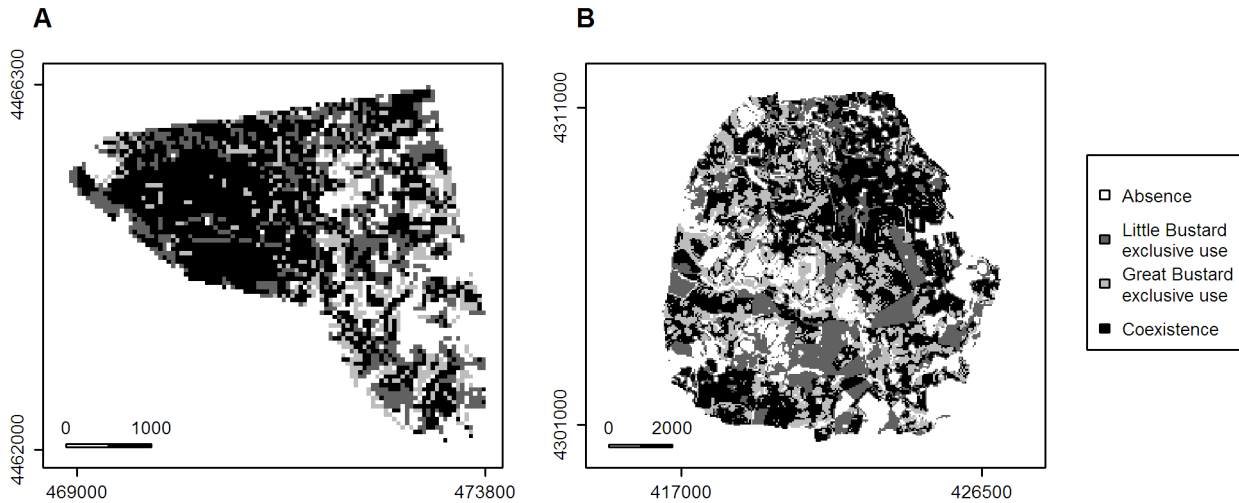 A
4466300
4462000
0 1000
469000 473800
B
4311000
4301000
0 2000
417000 426500
Absence
Little Bustard
exclusive use
Great Bustard
exclusive use
Coexistence